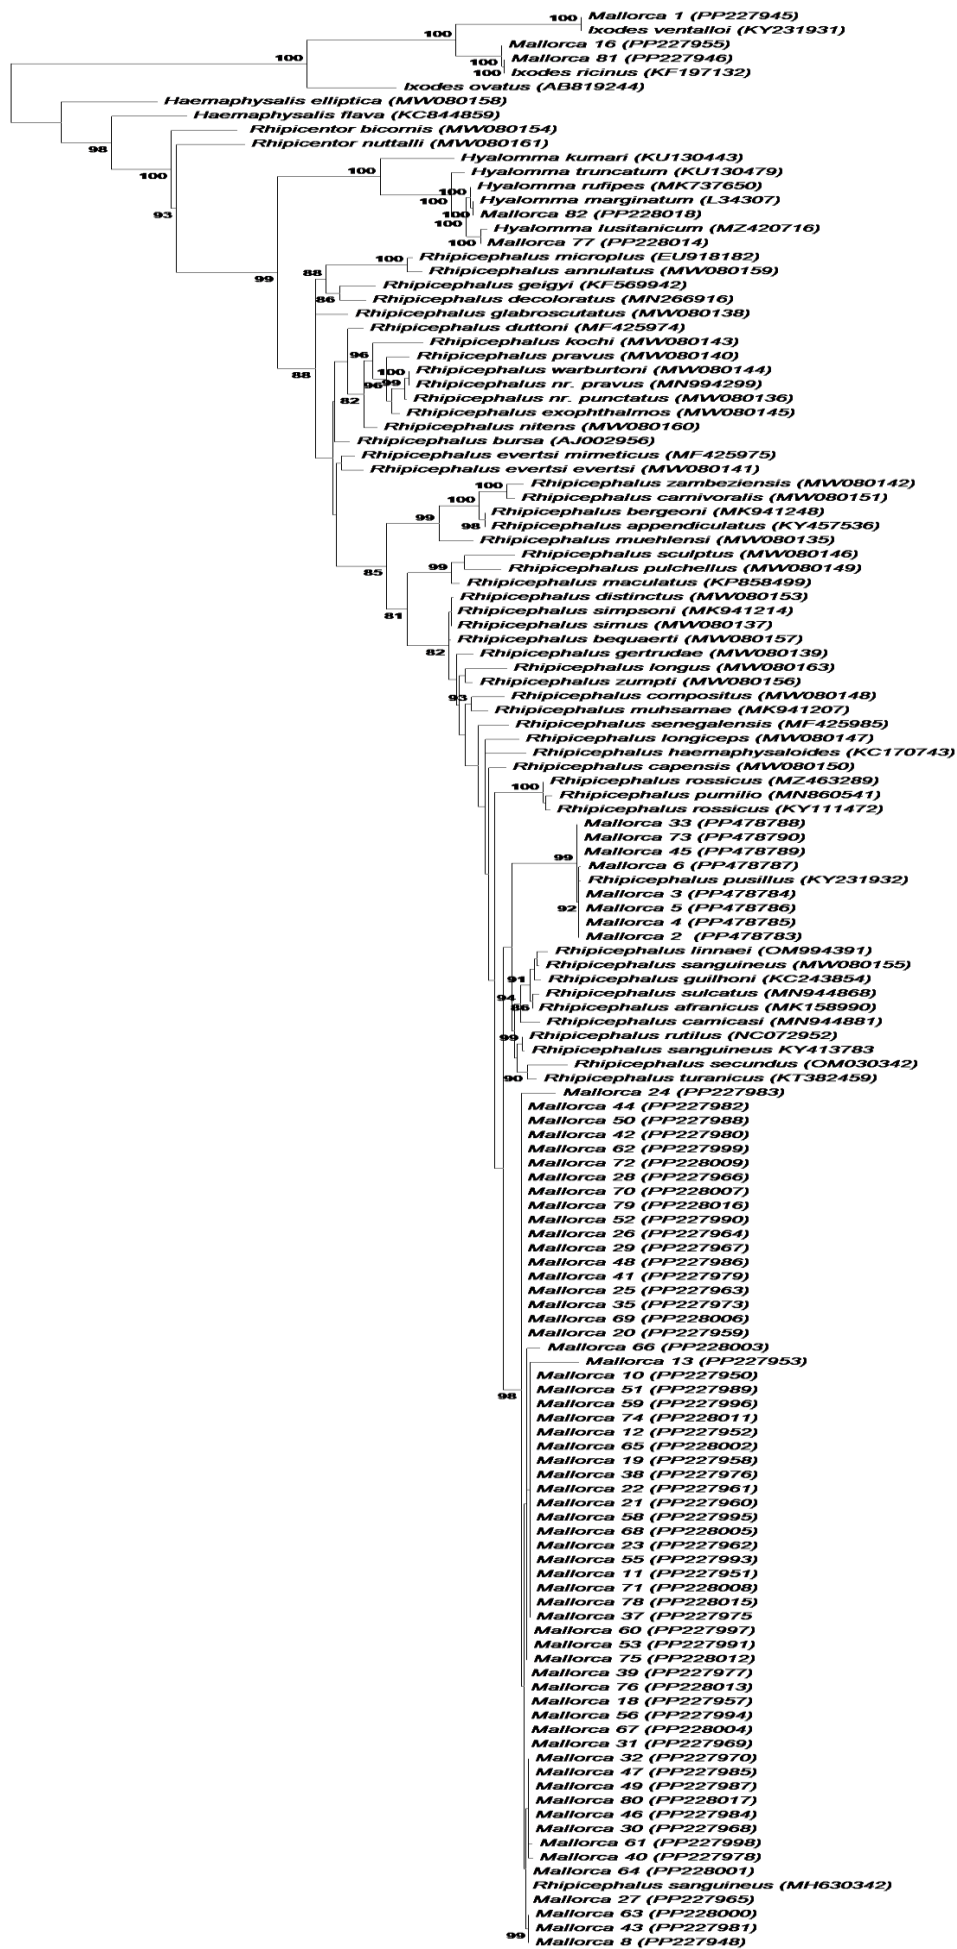 100
Mallorca 1 (PP227945)
Ixodes ventalloi (KY231931)
100
Mallorca 16 (PP227955)
100
Mallorca 81 (PP227946)
100
100
Ixodes ricinus (KF197132)
Ixodes ovatus (AB819244)
Haemaphysalis elliptica (MW080158)
Haemaphysalis flava (KC844859)
98
Rhipicentor bicornis (MW080154)
Rhipicentor nuttalli (MW080161)
100
Hyalomma kumari (KU130443)
100
Hyalomma truncatum (KU130479)
100
Hyalomma rufipes (MK737650)
100
Hyalomma marginatum (L34307)
93
100
Mallorca 82 (PP228018)
100
Hyalomma lusitanicum (MZ420716)
100
Mallorca 77 (PP228014)
100
Rhipicephalus microplus (EU918182)
99
88
Rhipicephalus annulatus (MW080159)
Rhipicephalus geigyi (KF569942)
86
Rhipicephalus decoloratus (MN266916)
Rhipicephalus glabroscutatus (MW080138)
Rhipicephalus duttoni (MF425974)
96
Rhipicephalus kochi (MW080143)
Rhipicephalus pravus (MW080140)
88
100
Rhipicephalus warburtoni (MW080144)
96
99
Rhipicephalus nr. pravus (MN994299)
82
Rhipicephalus nr. punctatus (MW080136)
Rhipicephalus exophthalmos (MW080145)
Rhipicephalus nitens (MW080160)
Rhipicephalus bursa (AJ002956)
Rhipicephalus evertsi mimeticus (MF425975)
Rhipicephalus evertsi evertsi (MW080141)
100
Rhipicephalus zambeziensis (MW080142)
100
Rhipicephalus carnivoralis (MW080151)
99
Rhipicephalus bergeoni (MK941248)
98
Rhipicephalus appendiculatus (KY457536)
Rhipicephalus muehlensi (MW080135)
Rhipicephalus sculptus (MW080146)
85
99
Rhipicephalus pulchellus (MW080149)
Rhipicephalus maculatus (KP858499)
Rhipicephalus distinctus (MW080153)
81
Rhipicephalus simpsoni (MK941214)
Rhipicephalus simus (MW080137)
Rhipicephalus bequaerti (MW080157)
82
Rhipicephalus gertrudae (MW080139)
Rhipicephalus longus (MW080163)
Rhipicephalus zumpti (MW080156)
93
Rhipicephalus compositus (MW080148)
Rhipicephalus muhsamae (MK941207)
Rhipicephalus senegalensis (MF425985)
Rhipicephalus longiceps (MW080147)
Rhipicephalus haemaphysaloides (KC170743)
Rhipicephalus capensis (MW080150)
100
Rhipicephalus rossicus (MZ463289)
Rhipicephalus pumilio (MN860541)
Rhipicephalus rossicus (KY111472)
Mallorca 33 (PP478788)
Mallorca 73 (PP478790)
99
Mallorca 45 (PP478789)
Mallorca 6 (PP478787)
Rhipicephalus pusillus (KY231932)
Mallorca 3 (PP478784)
92
Mallorca 5 (PP478786)
Mallorca 4 (PP478785)
Mallorca 2 (PP478783)
Rhipicephalus linnaei (OM994391)
Rhipicephalus sanguineus (MW080155)
91
Rhipicephalus guilhoni (KC243854)
94
Rhipicephalus sulcatus (MN944868)
86
Rhipicephalus afranicus (MK158990)
Rhipicephalus camicasi (MN944881)
99
Rhipicephalus rutilus (NC072952)
Rhipicephalus sanguineus KY413783
Rhipicephalus secundus (OM030342)
90
Rhipicephalus turanicus (KT382459)
Mallorca 24 (PP227983)
Mallorca 44 (PP227982)
Mallorca 50 (PP227988)
Mallorca 42 (PP227980)
Mallorca 62 (PP227999)
Mallorca 72 (PP228009)
Mallorca 28 (PP227966)
Mallorca 70 (PP228007)
Mallorca 79 (PP228016)
Mallorca 52 (PP227990)
Mallorca 26 (PP227964)
Mallorca 29 (PP227967)
Mallorca 48 (PP227986)
Mallorca 41 (PP227979)
Mallorca 25 (PP227963)
Mallorca 35 (PP227973)
Mallorca 69 (PP228006)
Mallorca 20 (PP227959)
Mallorca 66 (PP228003)
Mallorca 13 (PP227953)
Mallorca 10 (PP227950)
98
Mallorca 51 (PP227989)
Mallorca 59 (PP227996)
Mallorca 74 (PP228011)
Mallorca 12 (PP227952)
Mallorca 65 (PP228002)
Mallorca 19 (PP227958)
Mallorca 38 (PP227976)
Mallorca 22 (PP227961)
Mallorca 21 (PP227960)
Mallorca 58 (PP227995)
Mallorca 68 (PP228005)
Mallorca 23 (PP227962)
Mallorca 55 (PP227993)
Mallorca 11 (PP227951)
Mallorca 71 (PP228008)
Mallorca 78 (PP228015)
Mallorca 37 (PP227975
Mallorca 60 (PP227997)
Mallorca 53 (PP227991)
Mallorca 75 (PP228012)
Mallorca 39 (PP227977)
Mallorca 76 (PP228013)
Mallorca 18 (PP227957)
Mallorca 56 (PP227994)
Mallorca 67 (PP228004)
Mallorca 31 (PP227969)
Mallorca 32 (PP227970)
Mallorca 47 (PP227985)
Mallorca 49 (PP227987)
Mallorca 80 (PP228017)
Mallorca 46 (PP227984)
Mallorca 30 (PP227968)
Mallorca 61 (PP227998)
Mallorca 40 (PP227978)
Mallorca 64 (PP228001)
Rhipicephalus sanguineus (MH630342)
Mallorca 27 (PP227965)
Mallorca 63 (PP228000)
Mallorca 43 (PP227981)
99
Mallorca 8 (PP227948)